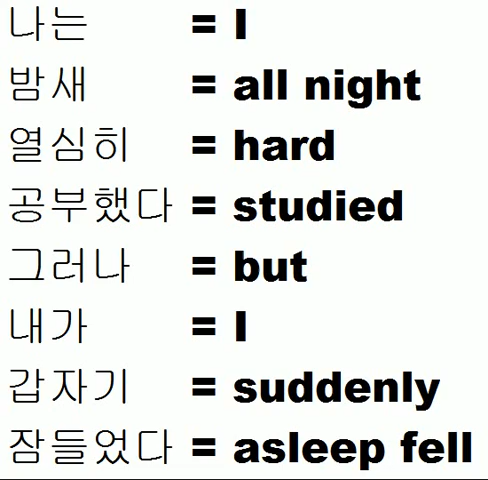 나는 = I
밤새 = all night
열심히 = hard
공부했다 = studied
그러나 = but
내가 = I
갑자기 = suddenly
잠들었다 = asleep fell